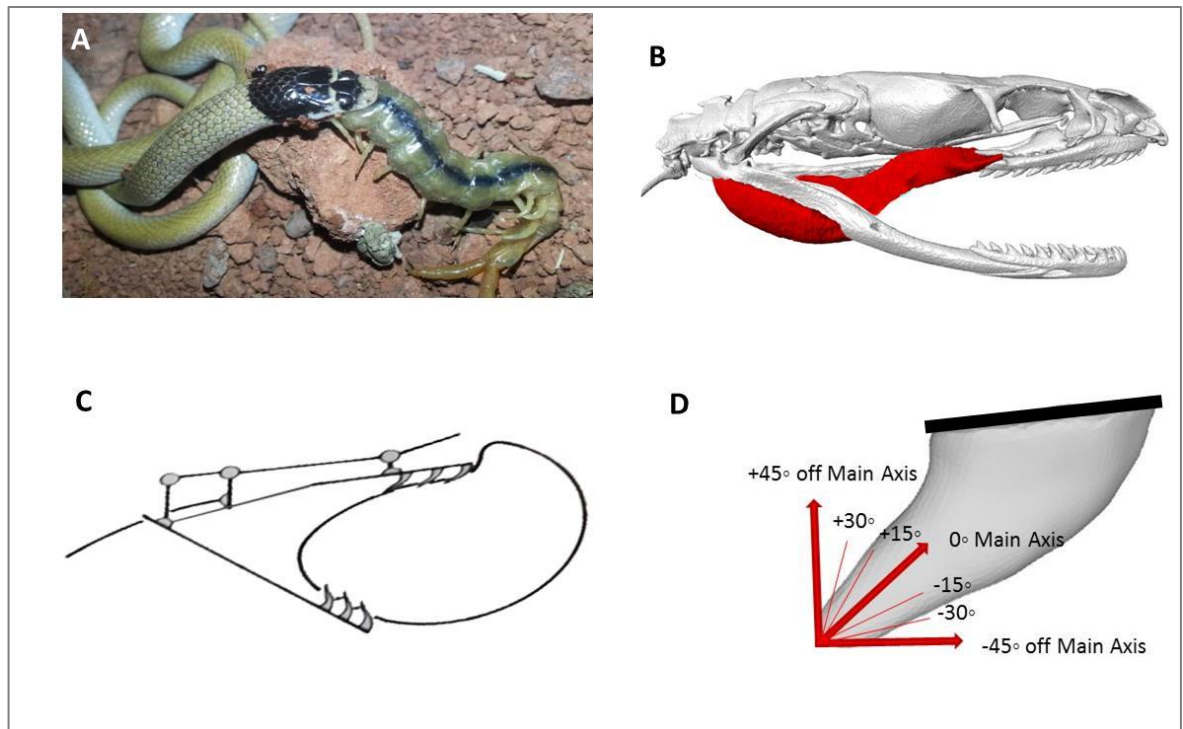 A
B
C
D
+45○ off Main Axis
+30○
+15○
0○ Main Axis
-15○
-30○
-45○ off Main Axis